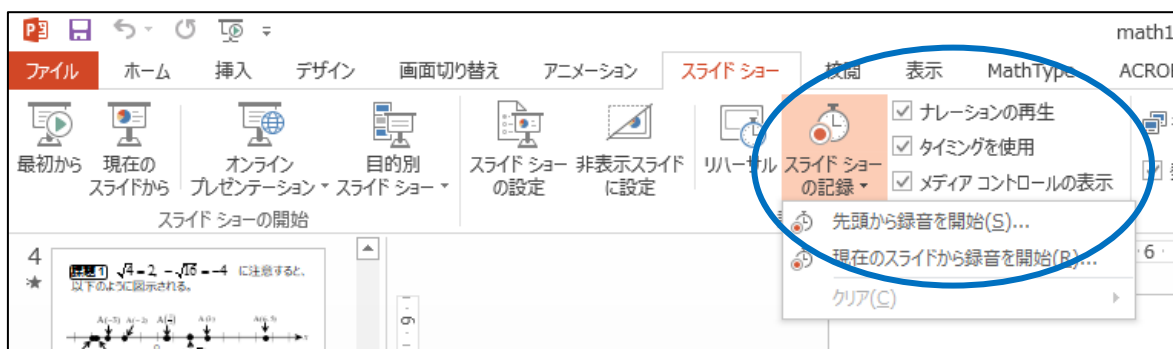 math1
ファイル ホーム 挿入 デザイン 画面切り替え アニメーション スライド ショー 校閲 表示 MathType ACROI
最初から 現在の スライドから オンライン プレゼンテーション 目的別 スライド ショー スライド ショー の設定 非表示スライド に設定 リハーサル スライド ショー の記録
ナレーションの再生
タイミングを使用
メディア コントロールの表示
スライド ショーの開始
先頭から録音を開始(S)...
現在のスライドから録音を開始(R)...
クリア(C)
6
4
課題1 √4=2 -√16=-4 に注意すると、
以下のように図示される。
6